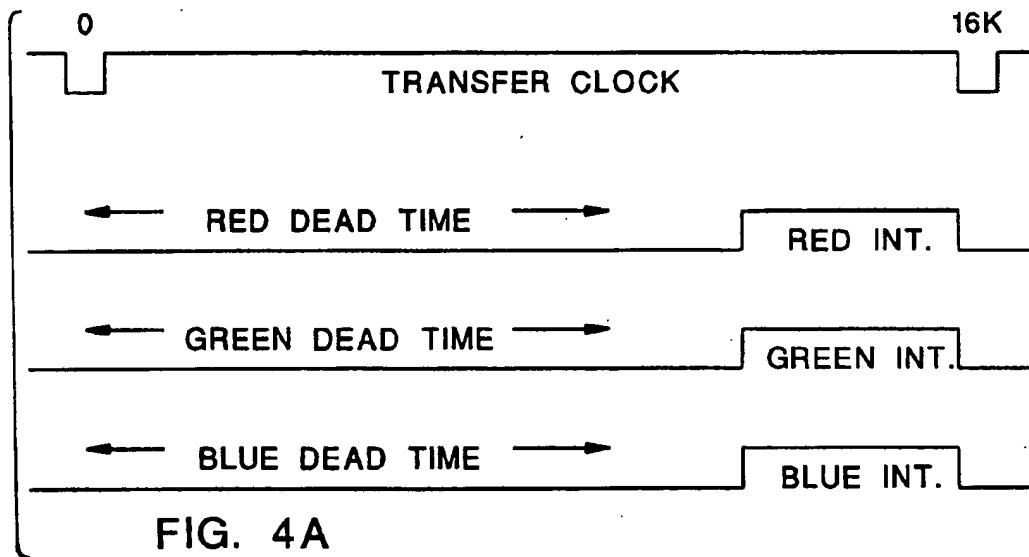 0 16K
TRANSFER CLOCK
RED DEAD TIME
RED INT.
GREEN DEAD TIME
GREEN INT.
BLUE DEAD TIME
BLUE INT.
FIG. 4A